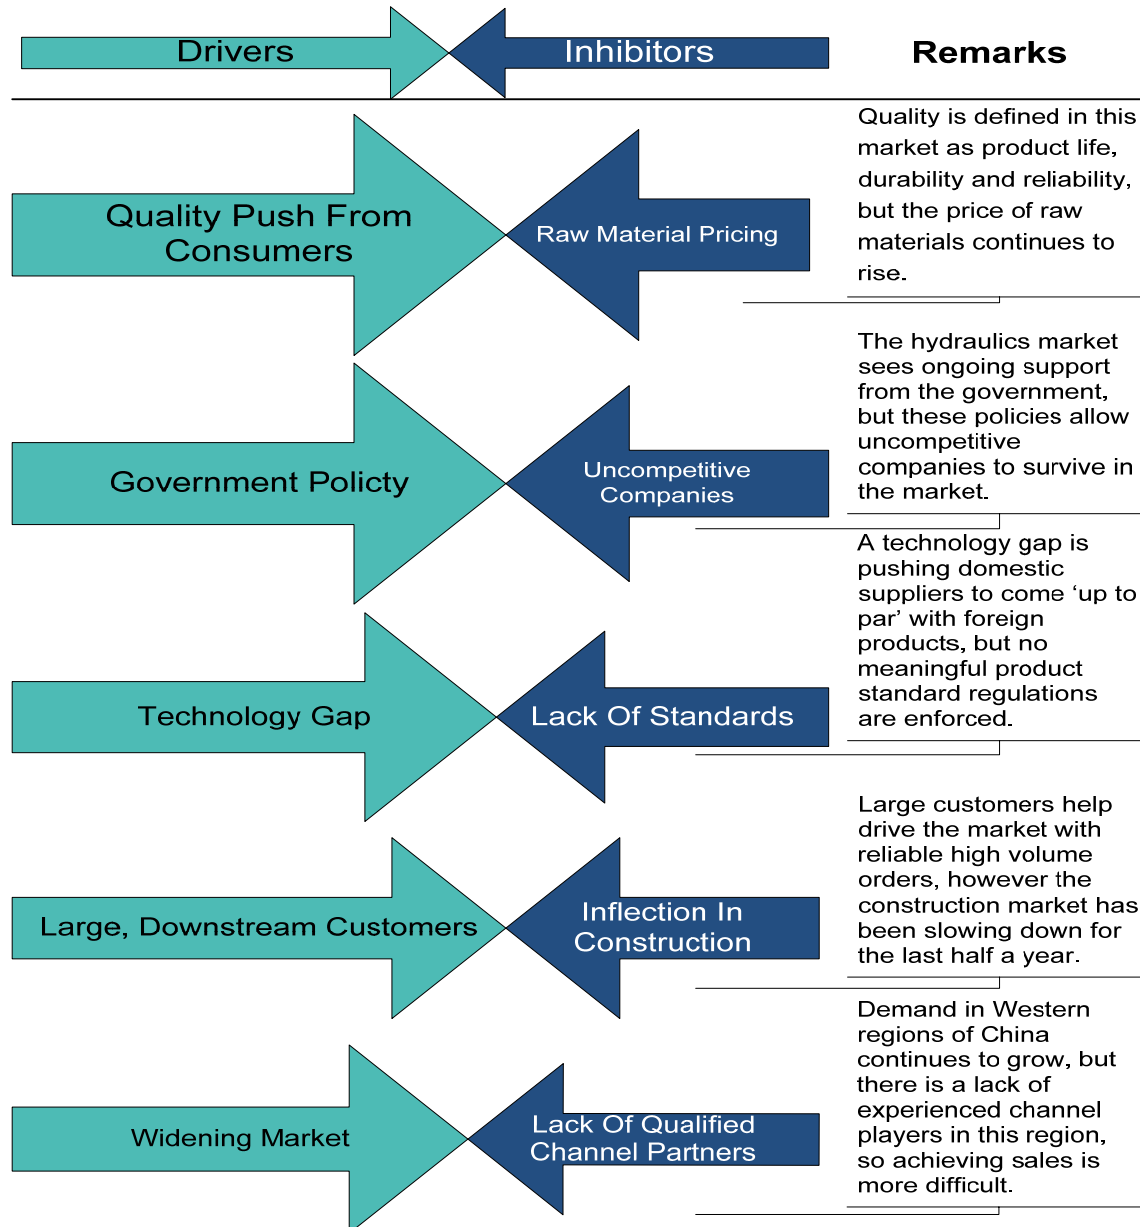 Drivers
Inhibitors
Remarks
Quality Push From
Consumers
Raw Material Pricing
Quality is defined in this
market as product life,
durability and reliability,
but the price of raw
materials continues to
rise.
Government Policty
Uncompetitive
Companies
The hydraulics market
sees ongoing support
from the government,
but these policies allow
uncompetitive
companies to survive in
the market.
Technology Gap
Lack Of Standards
A technology gap is
pushing domestic
suppliers to come ‘up to
par’ with foreign
products, but no
meaningful product
standard regulations
are enforced.
Large, Downstream Customers
Inflection In
Construction
Large customers help
drive the market with
reliable high volume
orders, however the
construction market has
been slowing down for
the last half a year.
Widening Market
Lack Of Qualified
Channel Partners
Demand in Western
regions of China
continues to grow, but
there is a lack of
experienced channel
players in this region,
so achieving sales is
more difficult.